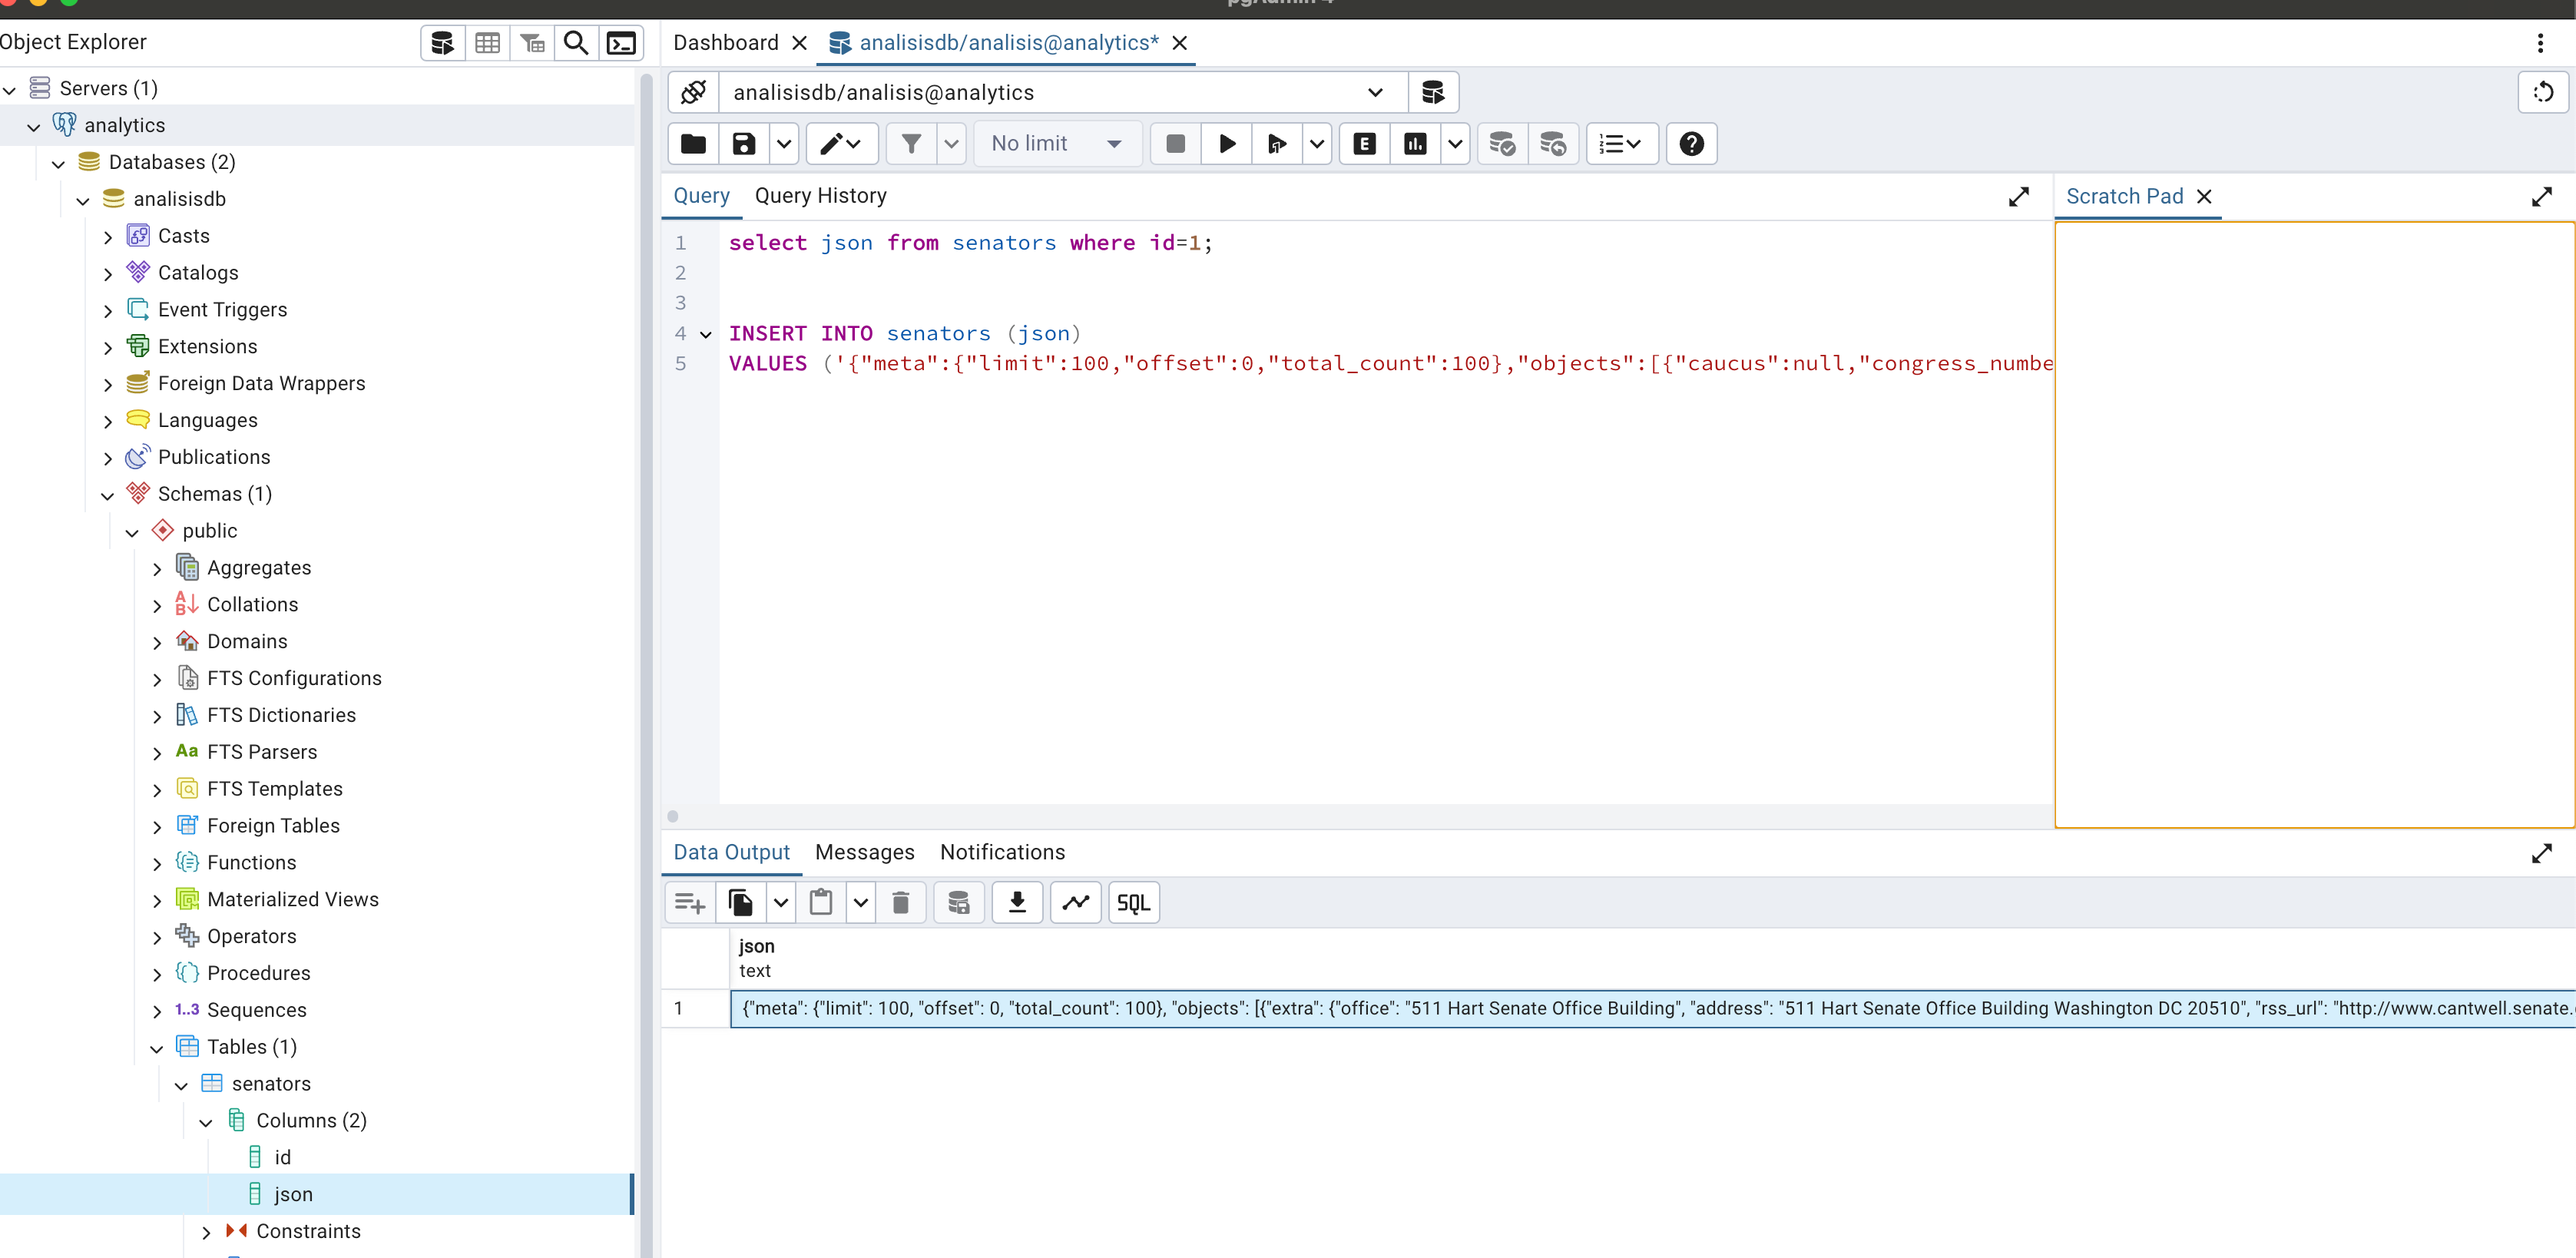 pgAdmin 4
Object Explorer
Servers (1)
analytics
Databases (2)
analisisdb
Casts
Catalogs
Event Triggers
Extensions
Foreign Data Wrappers
Languages
Publications
Schemas (1)
public
Aggregates
Collations
Domains
FTS Configurations
FTS Dictionaries
Aa FTS Parsers
FTS Templates
Foreign Tables
Functions
Materialized Views
Operators
Procedures
1..3 Sequences
Tables (1)
senators
Columns (2)
id
json
Constraints
Dashboard
analisisdb/analisis@analytics*
analisisdb/analisis@analytics
No limit
E
Query Query History
Scratch Pad
1 select json from senators where id=1;
2
3
4 INSERT INTO senators (json)
5 VALUES ('{"meta":{"limit":100,"offset":0,"total_count":100},"objects":[{"caucus":null,"congress_numbe
Data Output Messages Notifications
SQL
json
text
1 {"meta": {"limit": 100, "offset": 0, "total_count": 100}, "objects": [{"extra": {"office": "511 Hart Senate Office Building", "address": "511 Hart Senate Office Building Washington DC 20510", "rss_url": "http://www.cantwell.senate.